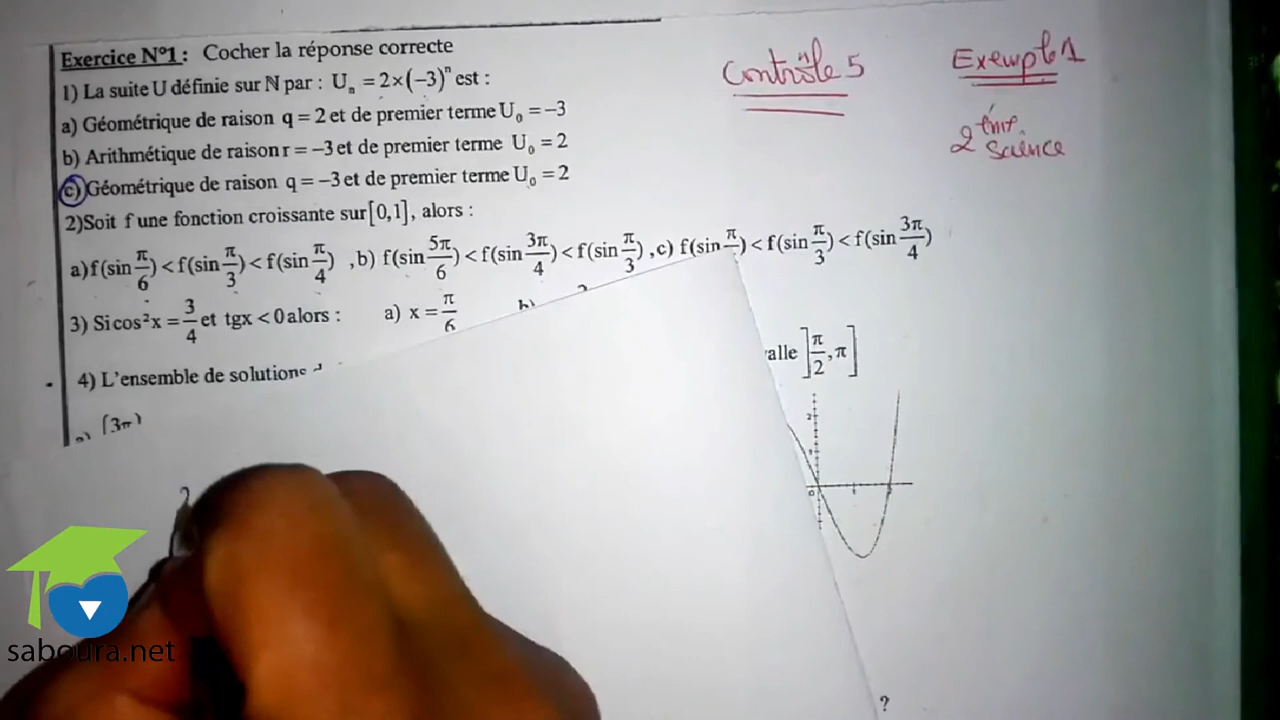 Exercice N°1 : Cocher la réponse correcte
Contrôle n°5
Exemple 1
2ème Science
1) La suite U définie sur ℕ par : Uₙ = 2×(−3)ⁿ est :
a) Géométrique de raison q = 2 et de premier terme U₀ = −3
b) Arithmétique de raison r = −3 et de premier terme U₀ = 2
c) Géométrique de raison q = −3 et de premier terme U₀ = 2
2)Soit f une fonction croissante sur [0,1], alors :
a) f(sin π/6) < f(sin π/3) < f(sin π/4) , b) f(sin 5π/6) < f(sin 3π/4) < f(sin π/3) , c) f(sin π/) < f(sin π/3) < f(sin 3π/4)
3) Si cos²x = 3/4 et tgx < 0 alors : a) x = π/6 b)
4) L'ensemble de solutions
valle ]π/2, π]
{3π
2
0
?
saboura.net